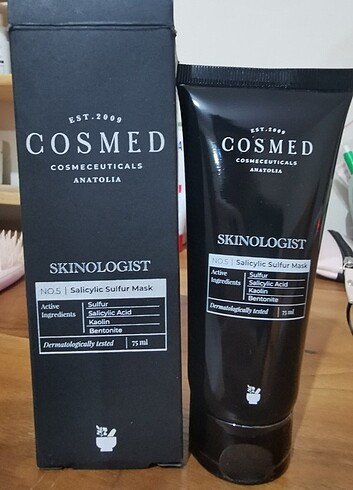 EST.2009
COSMED
COSMECEUTICALS
ANATOLIA
SKINOLOGIST
NO.5 | Salicylic Sulfur Mask
Active
Ingredients
Sulfur
Salicylic Acid
Kaolin
Bentonite
Dermatologically tested
75 ml
EST.2009
COSMED
COSMECEUTICALS
ANATOLIA
SKINOLOGIST
NO.5 | Salicylic Sulfur Mask
Active
Ingredients
Sulfur
Salicylic Acid
Kaolin
Bentonite
Dermatologically tested
75 ml